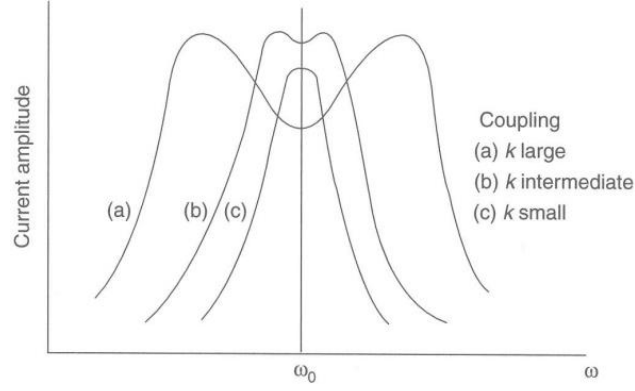 Current amplitude
(a)
(b)
(c)
Coupling
(a) k large
(b) k intermediate
(c) k small
ω₀
ω